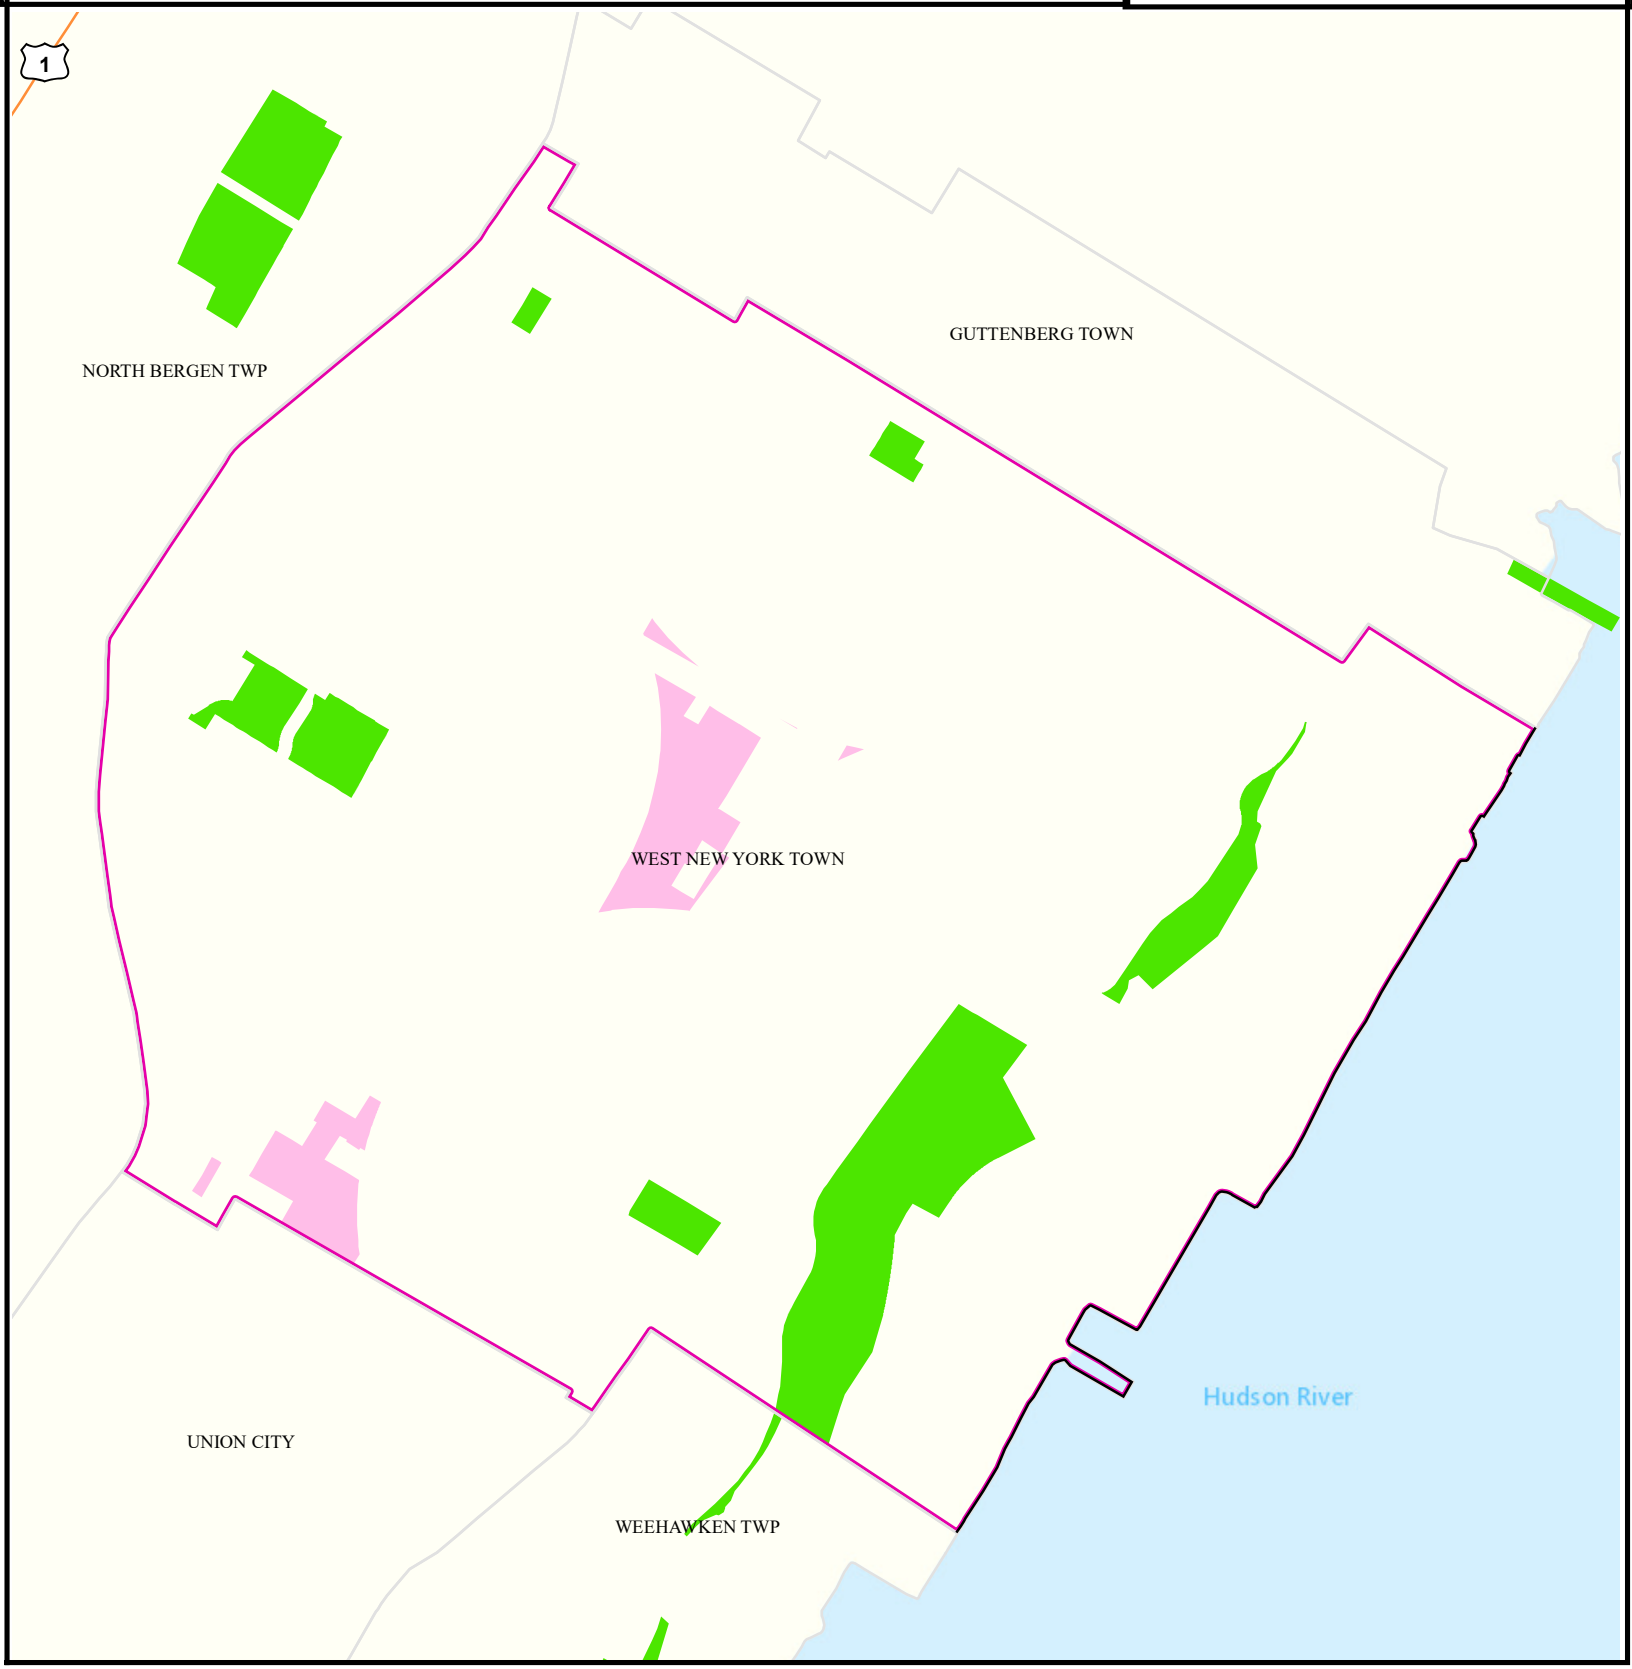 1
GUTTENBERG TOWN
NORTH BERGEN TWP
WEST NEW YORK TOWN
Hudson River
UNION CITY
WEEHAWKEN TWP